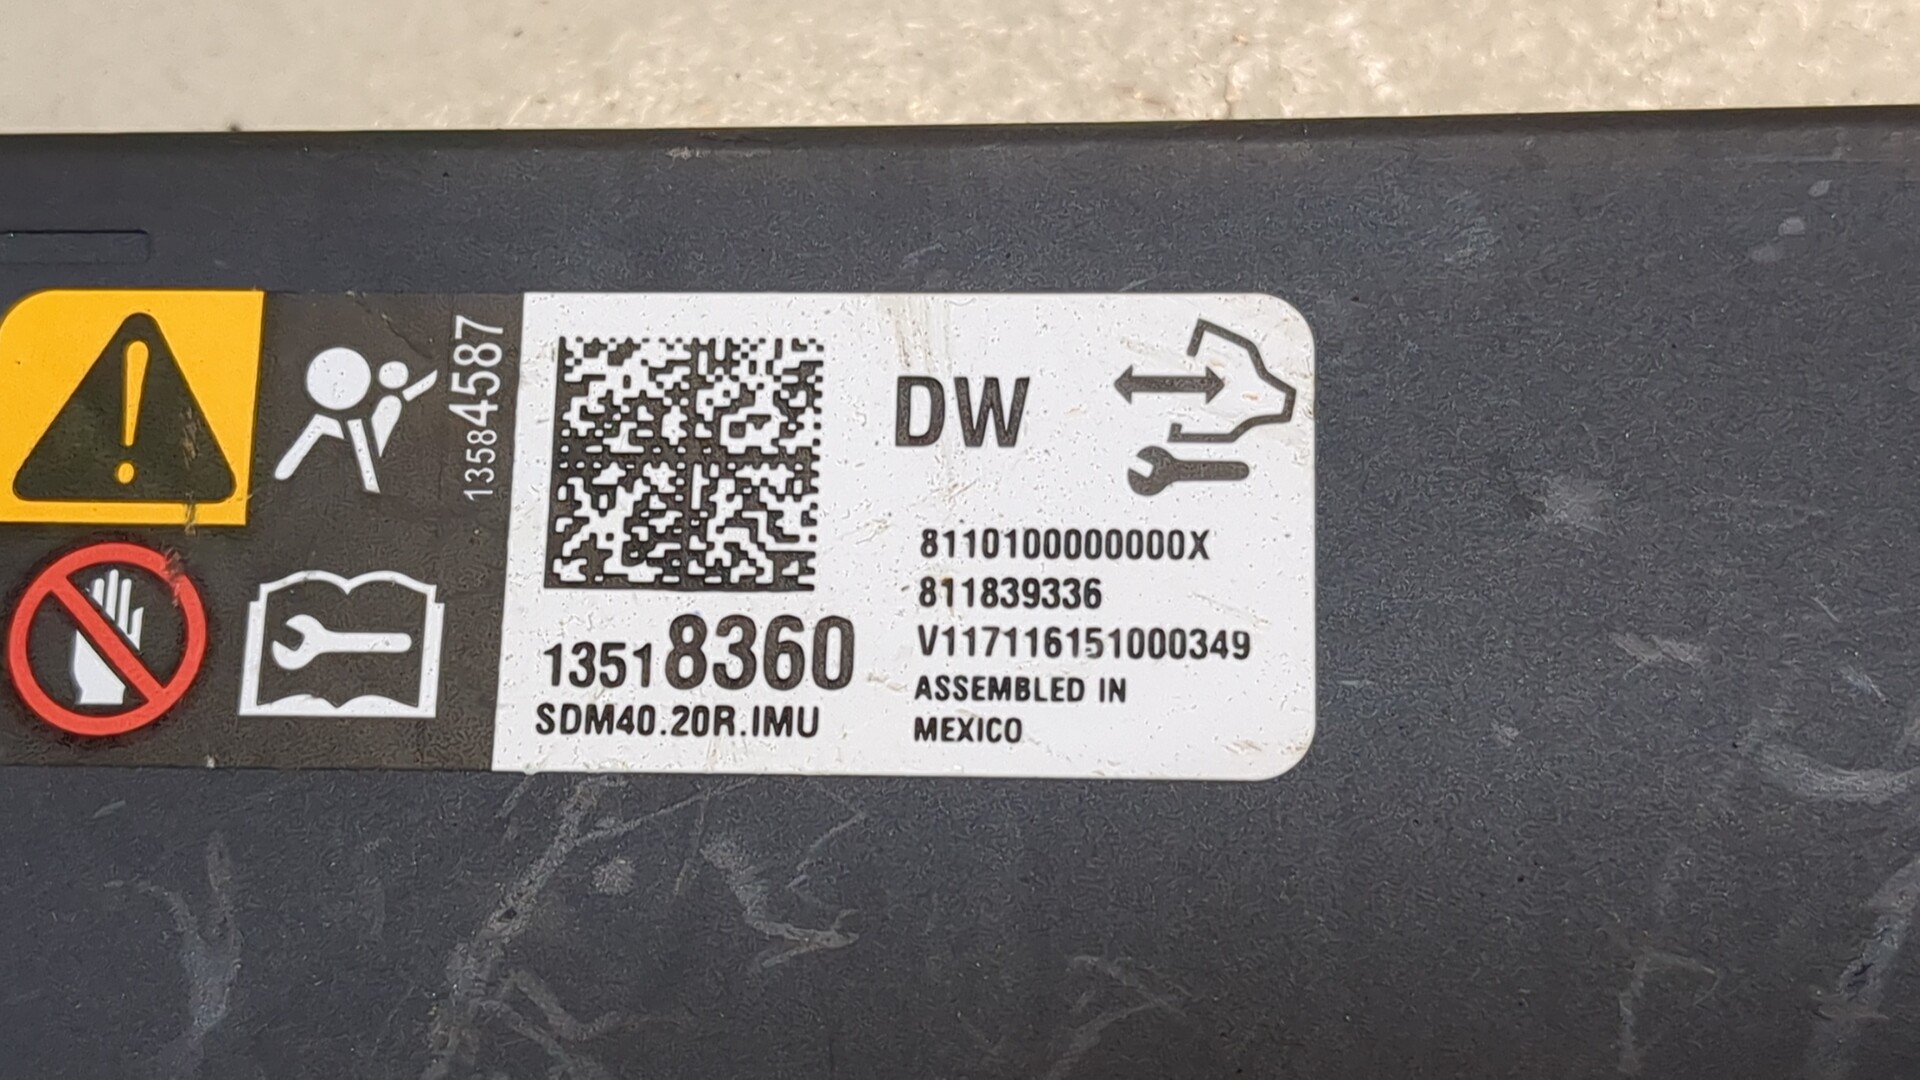 13584587
DW
8110100000000X
811839336
V117116151000349
ASSEMBLED IN
MEXICO
13518360
SDM40.20R.IMU